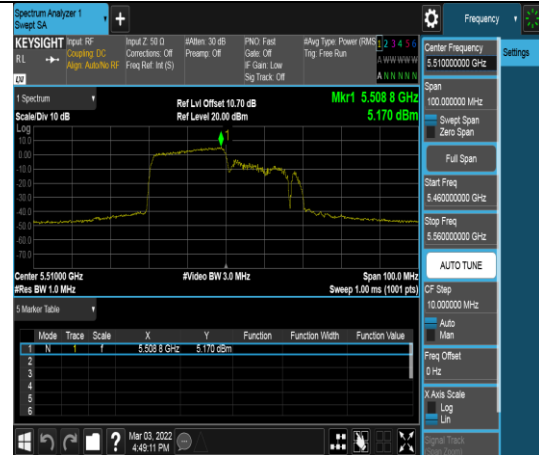 Spectrum Analyzer 1
Swept SA
+
Frequency
KEYSIGHT
RL
Input: RF
Coupling: DC
Align: Auto/No RF
Input Z: 50 Ω
Corrections: Off
Freq Ref: Int (S)
#Atten: 30 dB
Preamp: Off
PNO: Fast
Gate: Off
IF Gain: Low
Sig Track: Off
#Avg Type: Power (RMS
Trig: Free Run
1 2 3 4 5 6
A W W W W W
A N N N N N
LXI
1 Spectrum
Scale/Div 10 dB
Ref Lvl Offset 10.70 dB
Ref Level 20.00 dBm
Mkr1 5.508 8 GHz
5.170 dBm
Log
10.0
0.00
-10.0
-20.0
-30.0
-40.0
-50.0
-60.0
-70.0
1
Center 5.51000 GHz
#Res BW 1.0 MHz
#Video BW 3.0 MHz
Span 100.0 MHz
Sweep 1.00 ms (1001 pts)
5 Marker Table
Mode Trace Scale X Y Function Function Width Function Value
1 N 1 f 5.508 8 GHz 5.170 dBm
2
3
4
5
6
Mar 03, 2022
4:49:11 PM
Center Frequency
5.510000000 GHz
Span
100.000000 MHz
Swept Span
Zero Span
Full Span
Start Freq
5.460000000 GHz
Stop Freq
5.560000000 GHz
AUTO TUNE
CF Step
10.000000 MHz
Auto
Man
Freq Offset
0 Hz
X Axis Scale
Log
Lin
Signal Track
(Span Zoom)
Settings